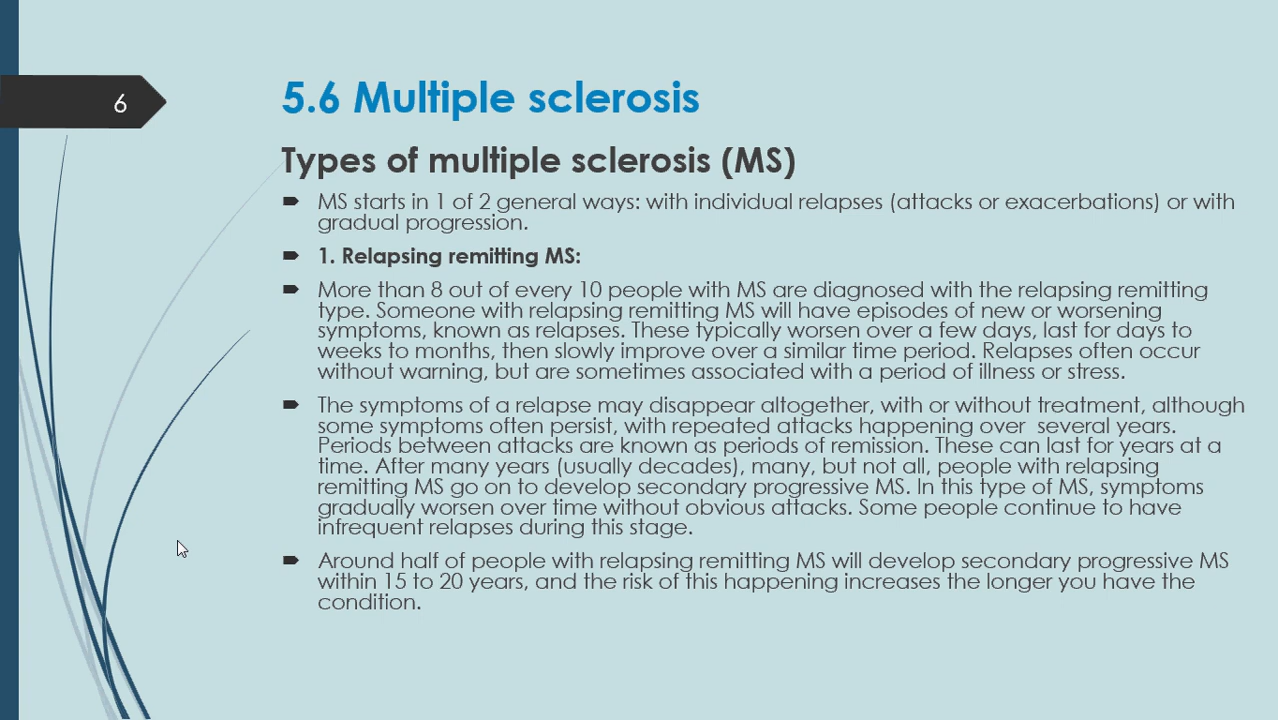 6
5.6 Multiple sclerosis
Types of multiple sclerosis (MS)
MS starts in 1 of 2 general ways: with individual relapses (attacks or exacerbations) or with
gradual progression.
1. Relapsing remitting MS:
More than 8 out of every 10 people with MS are diagnosed with the relapsing remitting
type. Someone with relapsing remitting MS will have episodes of new or worsening
symptoms, known as relapses. These typically worsen over a few days, last for days to
weeks to months, then slowly improve over a similar time period. Relapses often occur
without warning, but are sometimes associated with a period of illness or stress.
The symptoms of a relapse may disappear altogether, with or without treatment, although
some symptoms often persist, with repeated attacks happening over  several years.
Periods between attacks are known as periods of remission. These can last for years at a
time. After many years (usually decades), many, but not all, people with relapsing
remitting MS go on to develop secondary progressive MS. In this type of MS, symptoms
gradually worsen over time without obvious attacks. Some people continue to have
infrequent relapses during this stage.
Around half of people with relapsing remitting MS will develop secondary progressive MS
within 15 to 20 years, and the risk of this happening increases the longer you have the
condition.